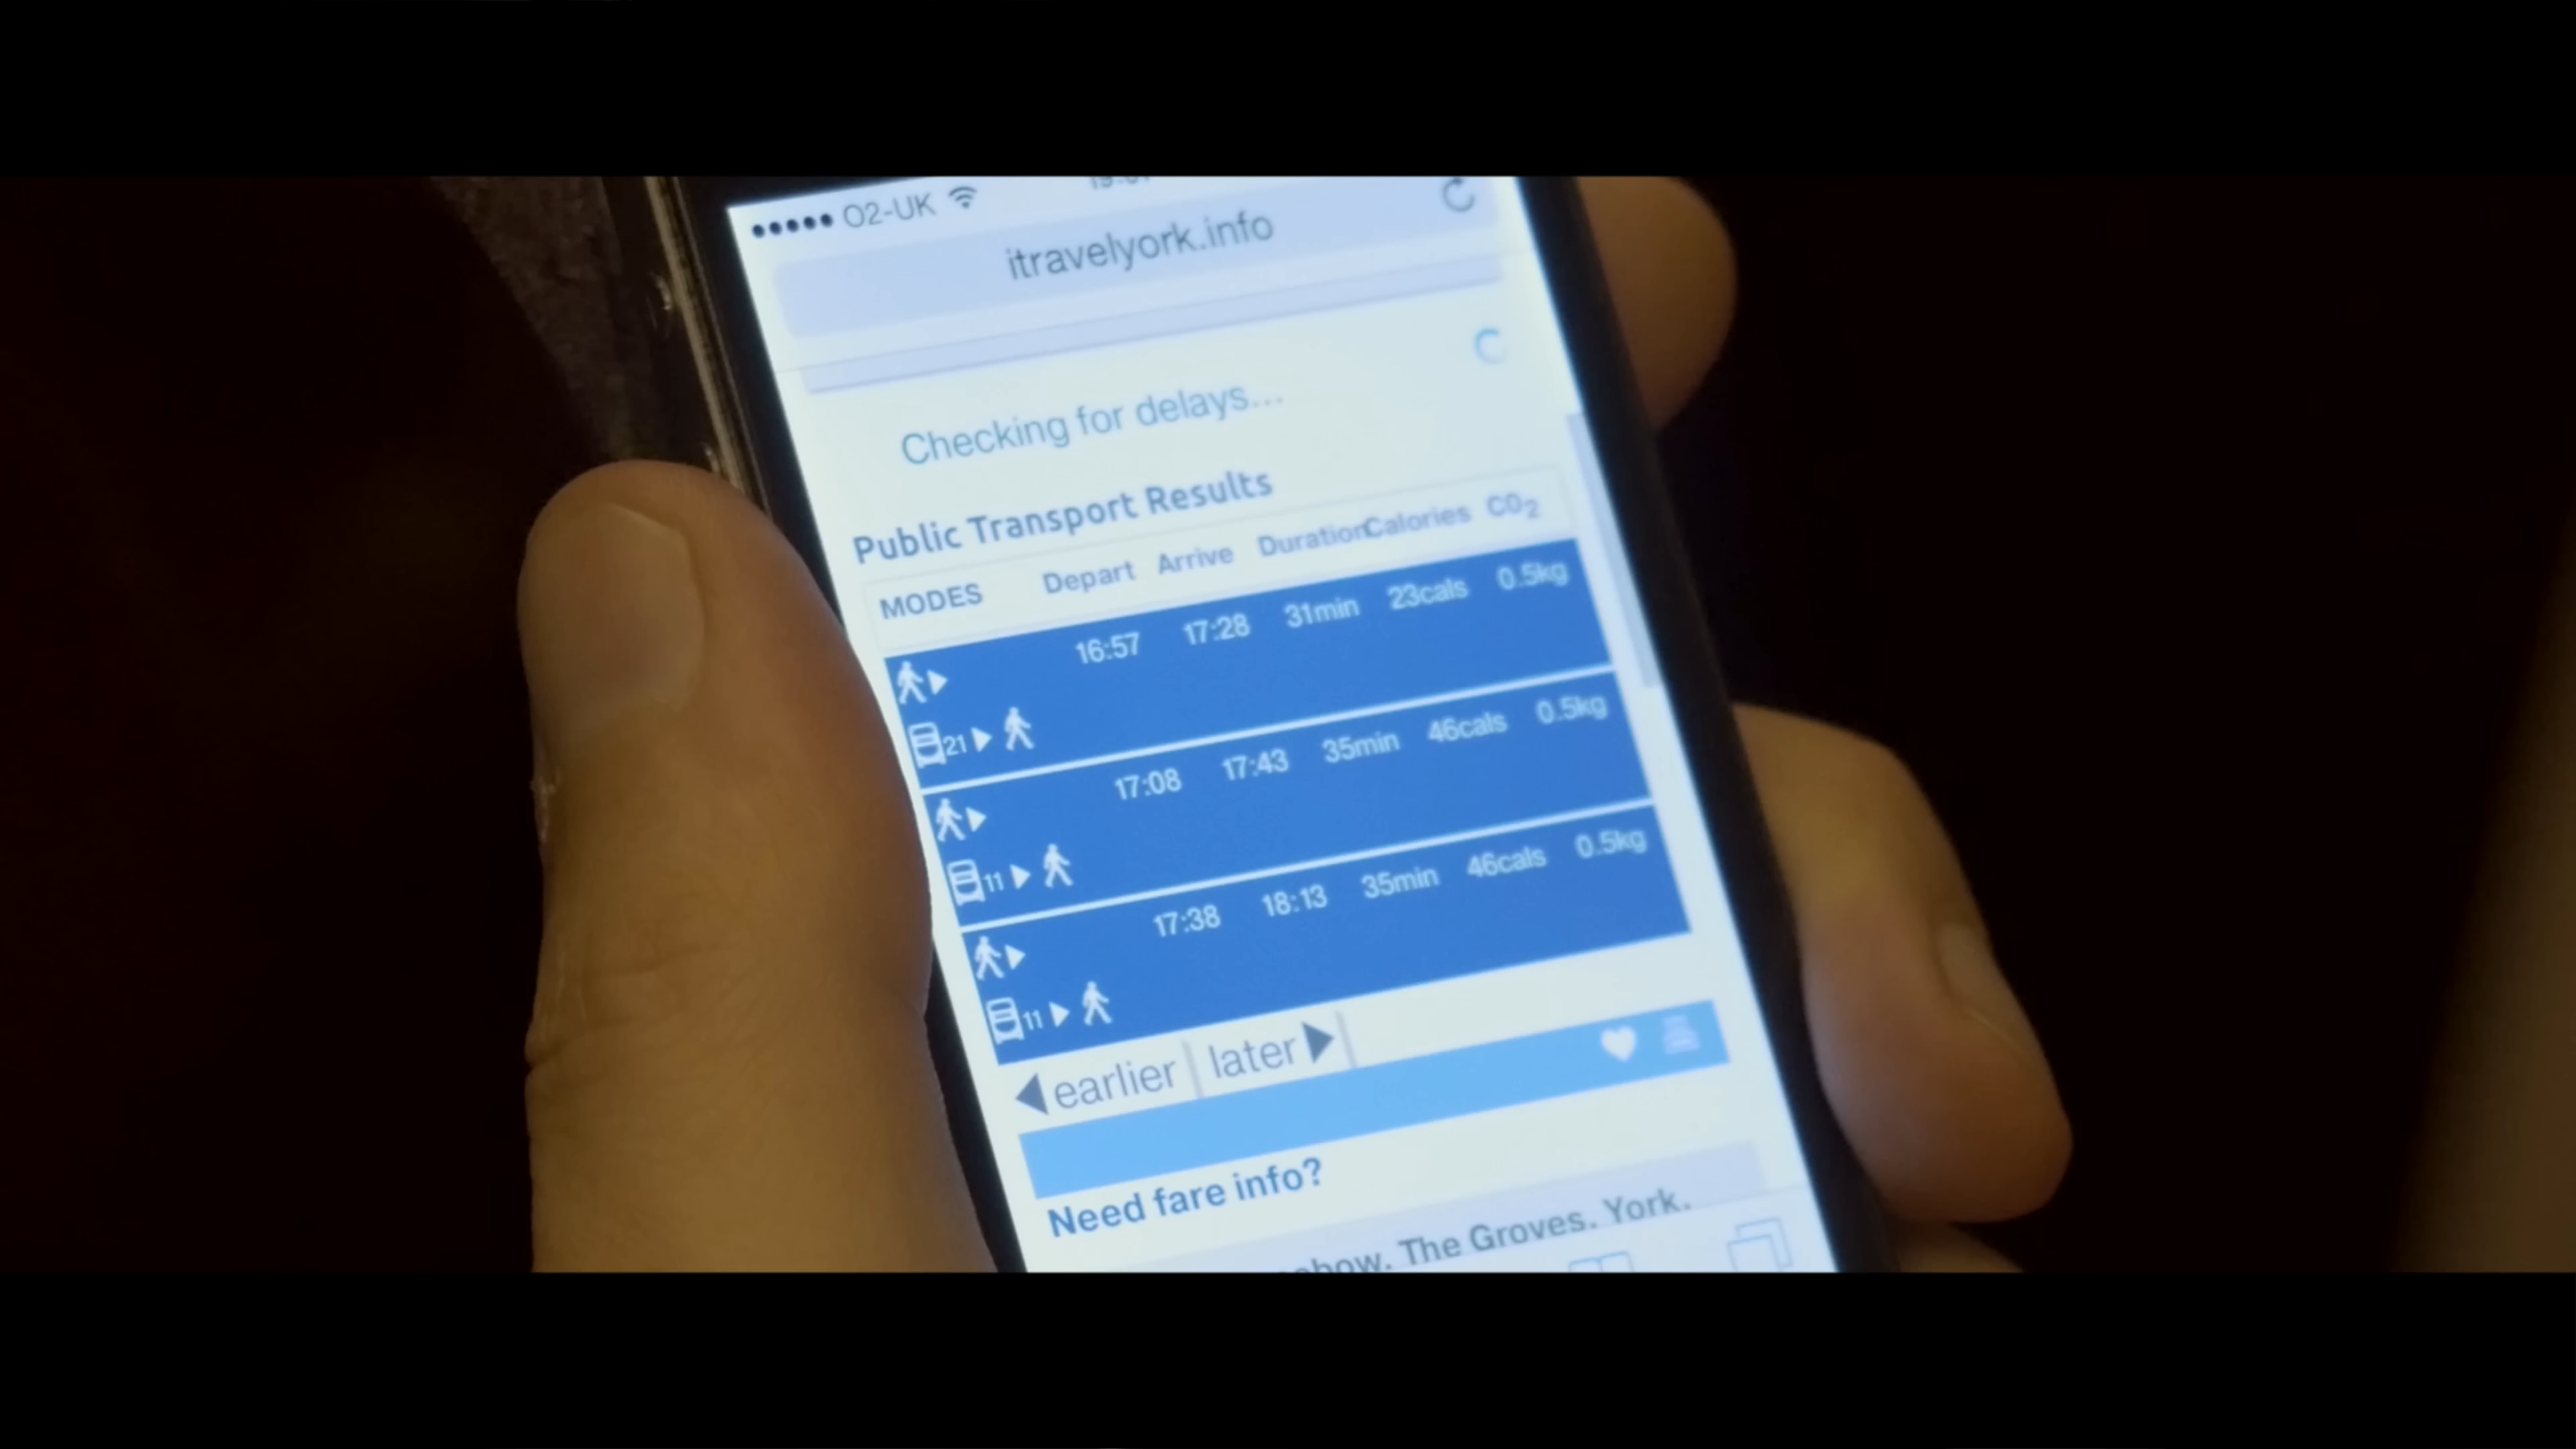 O2-UK
itravelyork.info
Checking for delays...
Public Transport Results
MODES Depart Arrive Duration Calories CO2
16:57 17:28 31min 23cals 0.5kg
21
17:08 17:43 35min 46cals 0.5kg
11
17:38 18:13 35min 46cals 0.5kg
11
earlier later
Need fare info?
The Groves. York.